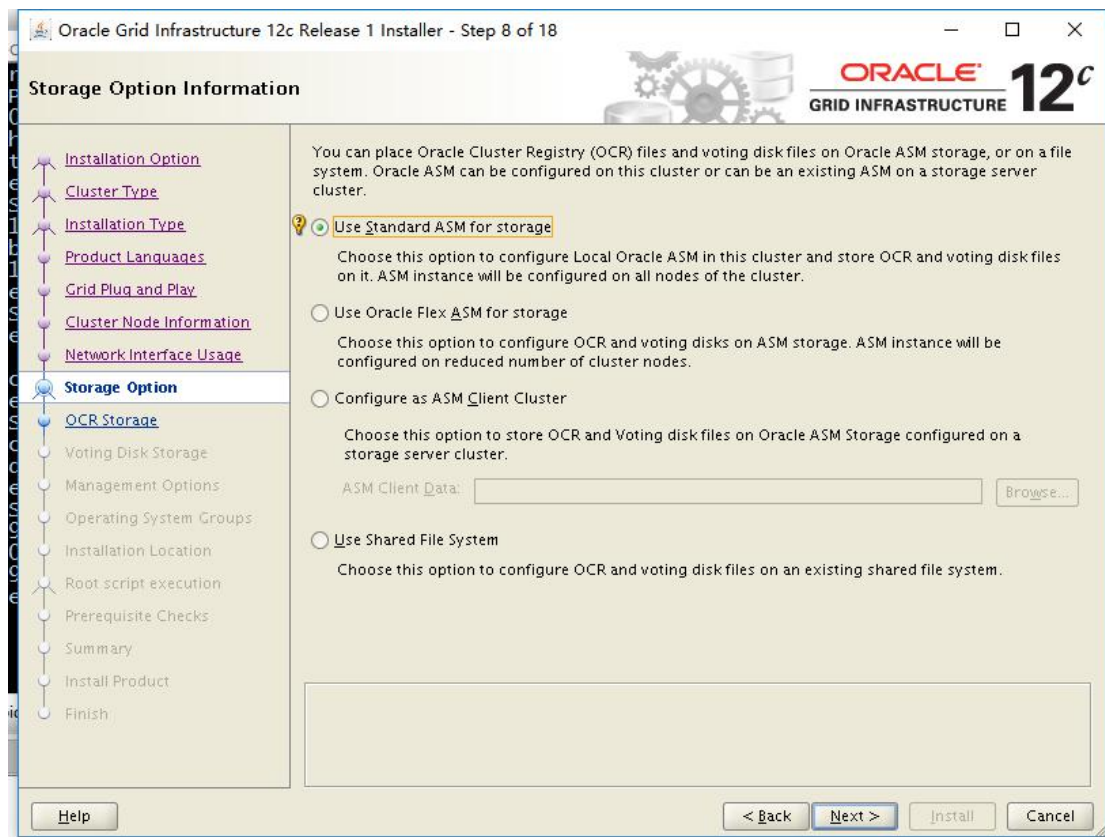 Oracle Grid Infrastructure 12c Release 1 Installer - Step 8 of 18
Storage Option Information
ORACLE
GRID INFRASTRUCTURE
12c
Installation Option
Cluster Type
Installation Type
Product Languages
Grid Plug and Play
Cluster Node Information
Network Interface Usage
Storage Option
OCR Storage
Voting Disk Storage
Management Options
Operating System Groups
Installation Location
Root script execution
Prerequisite Checks
Summary
Install Product
Finish
You can place Oracle Cluster Registry (OCR) files and voting disk files on Oracle ASM storage, or on a file
system. Oracle ASM can be configured on this cluster or can be an existing ASM on a storage server
cluster.
Use Standard ASM for storage
Choose this option to configure Local Oracle ASM in this cluster and store OCR and voting disk files
on it. ASM instance will be configured on all nodes of the cluster.
Use Oracle Flex ASM for storage
Choose this option to configure OCR and voting disks on ASM storage. ASM instance will be
configured on reduced number of cluster nodes.
Configure as ASM Client Cluster
Choose this option to store OCR and Voting disk files on Oracle ASM Storage configured on a
storage server cluster.
ASM Client Data:
Browse...
Use Shared File System
Choose this option to configure OCR and voting disk files on an existing shared file system.
Help
< Back
Next >
Install
Cancel